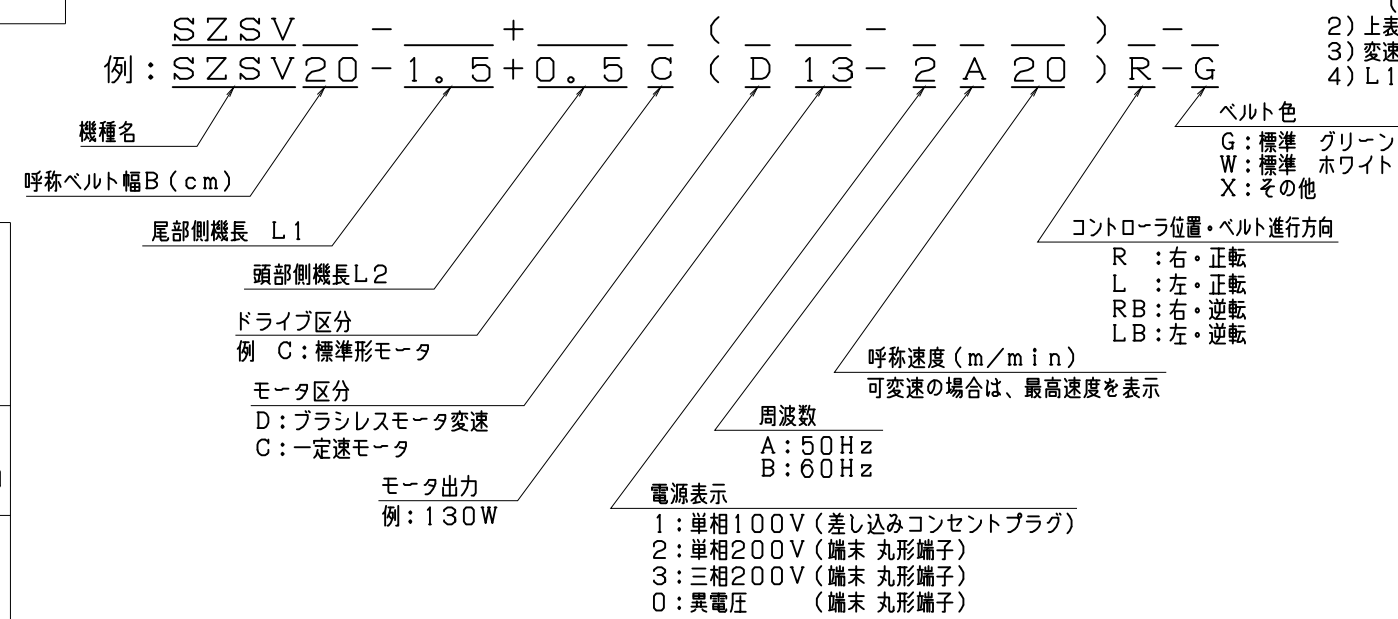 SZSV＿＿-＿＿＿+＿＿＿＿（＿＿＿-＿＿＿＿）＿-＿
例：SZSV20-1．5+0．5C（D13-2A20）R-G
2）上表
3）変速
4）L1
機種名
呼称ベルト幅B（cm）
尾部側機長　L1
頭部側機長L2
ドライブ区分
例　C：標準形モータ
モータ区分
D：ブラシレスモータ変速
C：一定速モータ
モータ出力
例：130W
電源表示
1：単相100V（差し込みコンセントプラグ）
2：単相200V（端末 丸形端子）
3：三相200V（端末 丸形端子）
0：異電圧　　（端末 丸形端子）
周波数
A：50Hz
B：60Hz
呼称速度（m／min）
可変速の場合は、最高速度を表示
コントローラ位置・ベルト進行方向
R　：右・正転
L　：左・正転
RB：右・逆転
LB：左・逆転
ベルト色
G：標準　グリーン
W：標準　ホワイト
X：その他